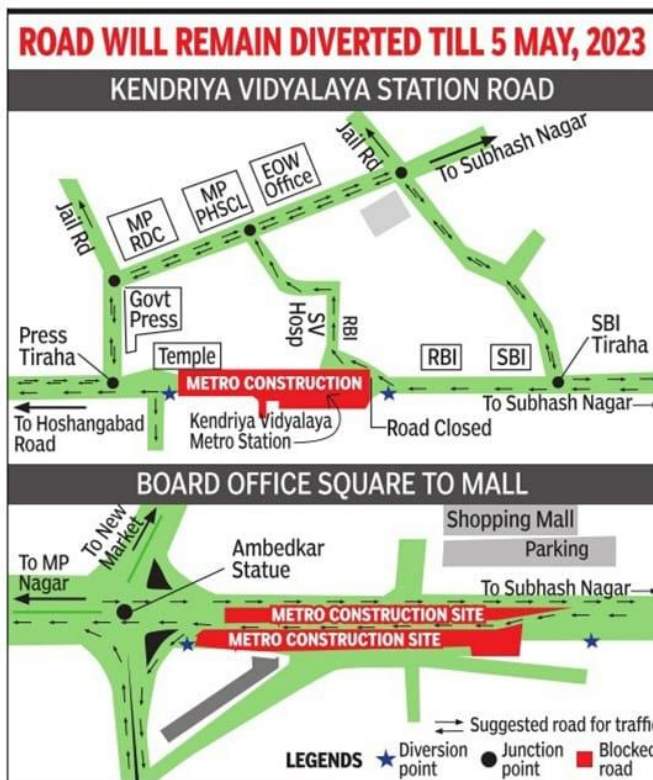 ROAD WILL REMAIN DIVERTED TILL 5 MAY, 2023
KENDRIYA VIDYALAYA STATION ROAD
Jail Rd
To Subhash Nagar
EOW
Office
MP
PHSCL
MP
RDC
Jail Rd
Govt
Press
SV
Hosp
RBI
Press
Tiraha
Temple
RBI
SBI
SBI
Tiraha
METRO CONSTRUCTION
To Hoshangabad
Road
Kendriya Vidyalaya
Metro Station
Road Closed
To Subhash Nagar
BOARD OFFICE SQUARE TO MALL
To New
Market
Shopping Mall
Parking
To MP
Nagar
Ambedkar
Statue
To Subhash Nagar
METRO CONSTRUCTION SITE
METRO CONSTRUCTION SITE
Suggested road for traffic
LEGENDS
Diversion
point
Junction
point
Blocked
road